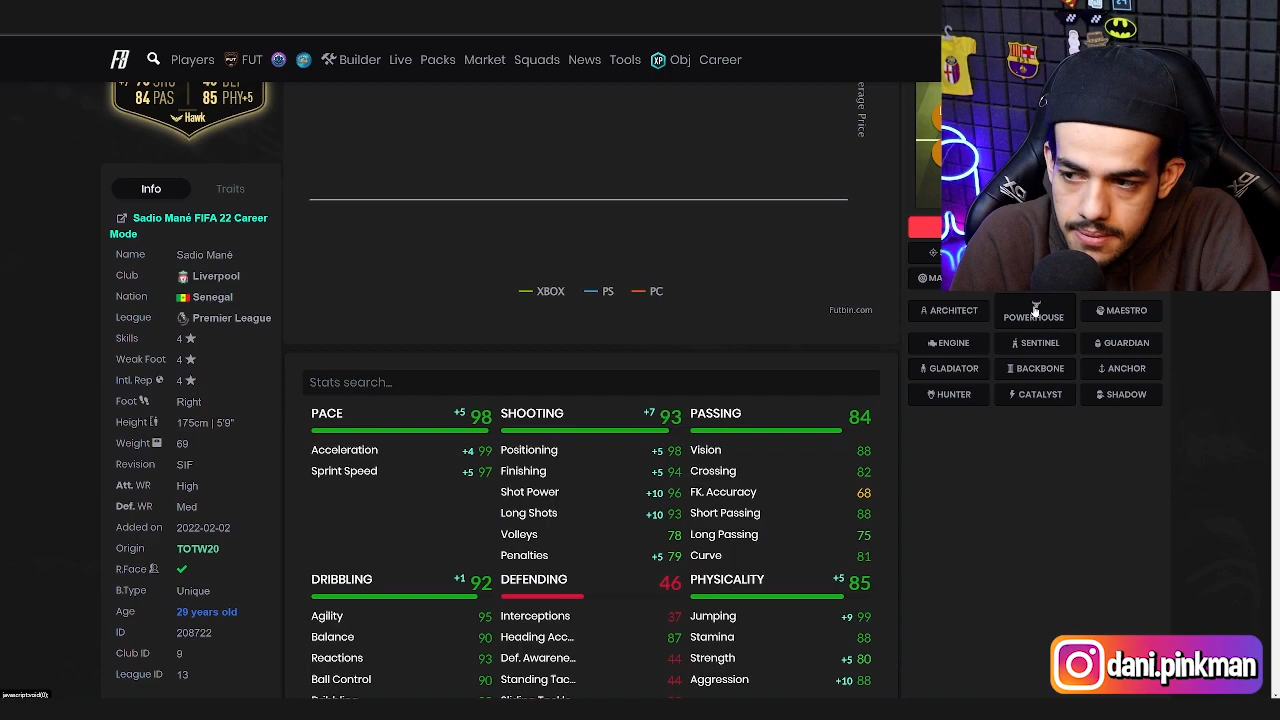 F8 Players FUT Builder Live Packs Market Squads News Tools XP Obj Career
84 PAS 85 PHY+5
Hawk
Info Traits
Sadio Mané FIFA 22 Career
Mode
Name Sadio Mané
Club Liverpool
Nation Senegal
League Premier League
Skills 4
Weak Foot 4
Intl. Rep 4
Foot Right
Height 175cm | 5'9"
Weight 69
Revision SIF
Att. WR High
Def. WR Med
Added on 2022-02-02
Origin TOTW20
R.Face
B.Type Unique
Age 29 years old
ID 208722
Club ID 9
League ID 13
javascript:void(0);
erage Price
XBOX PS PC
Futbin.com
Stats search...
PACE +5 98
Acceleration +4 99
Sprint Speed +5 97
SHOOTING +7 93
Positioning +5 98
Finishing +5 94
Shot Power +10 96
Long Shots +10 93
Volleys 78
Penalties +5 79
PASSING 84
Vision 88
Crossing 82
FK. Accuracy 68
Short Passing 88
Long Passing 75
Curve 81
DRIBBLING +1 92
Agility 95
Balance 90
Reactions 93
Ball Control 90
DEFENDING 46
Interceptions 37
Heading Acc... 87
Def. Awarene... 44
Standing Tac... 44
PHYSICALITY +5 85
Jumping +9 99
Stamina 88
Strength +5 80
Aggression +10 88
MA
ARCHITECT POWERHOUSE MAESTRO
ENGINE SENTINEL GUARDIAN
GLADIATOR BACKBONE ANCHOR
HUNTER CATALYST SHADOW
dani.pinkman